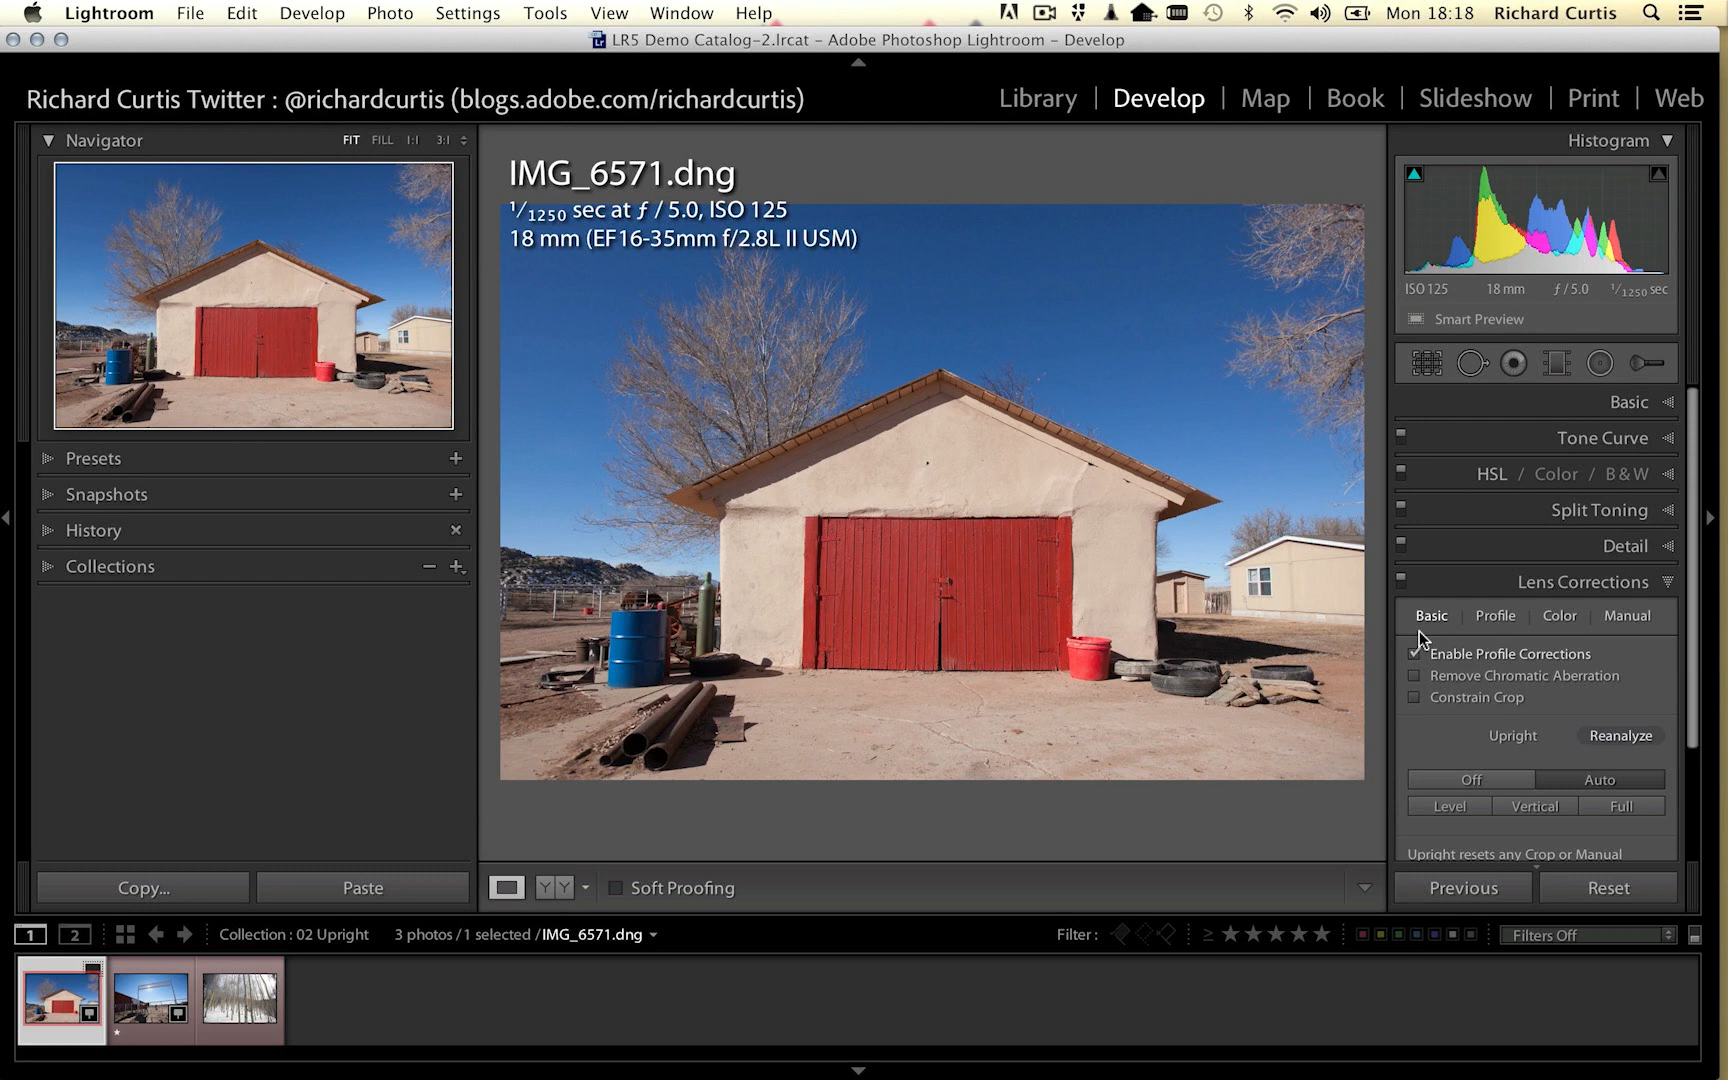 Lightroom File Edit Develop Photo Settings Tools View Window Help Mon 18:18 Richard Curtis
LR5 Demo Catalog-2.lrcat – Adobe Photoshop Lightroom – Develop
Richard Curtis Twitter : @richardcurtis (blogs.adobe.com/richardcurtis)
Library | Develop | Map | Book | Slideshow | Print | Web
Navigator FIT FILL 1:1 3:1
Presets
Snapshots
History
Collections
Copy... Paste
IMG_6571.dng
1/1250 sec at ƒ / 5.0, ISO 125
18 mm (EF16-35mm f/2.8L II USM)
Soft Proofing
Histogram
ISO 125 18 mm ƒ / 5.0 1/1250 sec
Smart Preview
Basic
Tone Curve
HSL / Color / B & W
Split Toning
Detail
Lens Corrections
Basic | Profile | Color | Manual
Enable Profile Corrections
Remove Chromatic Aberration
Constrain Crop
Upright Reanalyze
Off Auto
Level Vertical Full
Upright resets any Crop or Manual
Previous Reset
1 2 Collection : 02 Upright 3 photos / 1 selected / IMG_6571.dng Filter : Filters Off